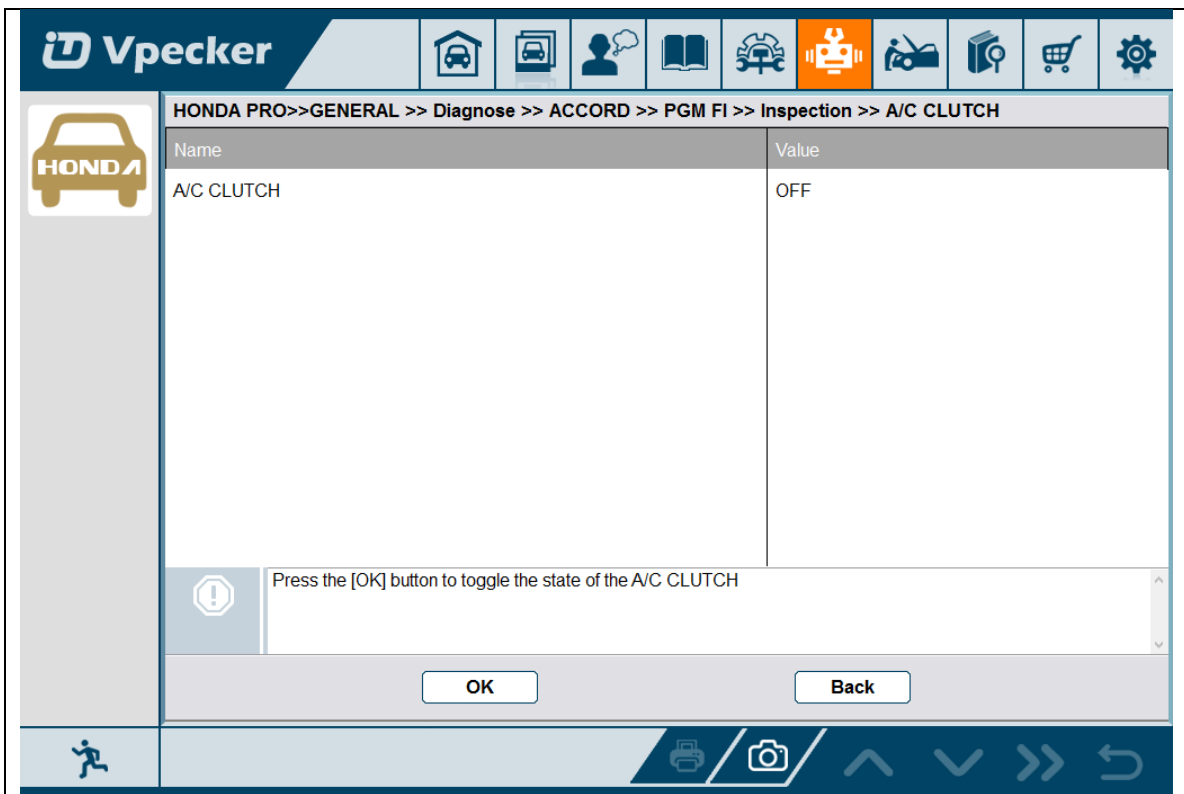 Vpecker
HONDA PRO>>GENERAL >> Diagnose >> ACCORD >> PGM FI >> Inspection >> A/C CLUTCH
HONDA
Name Value
A/C CLUTCH OFF
Press the [OK] button to toggle the state of the A/C CLUTCH
OK Back